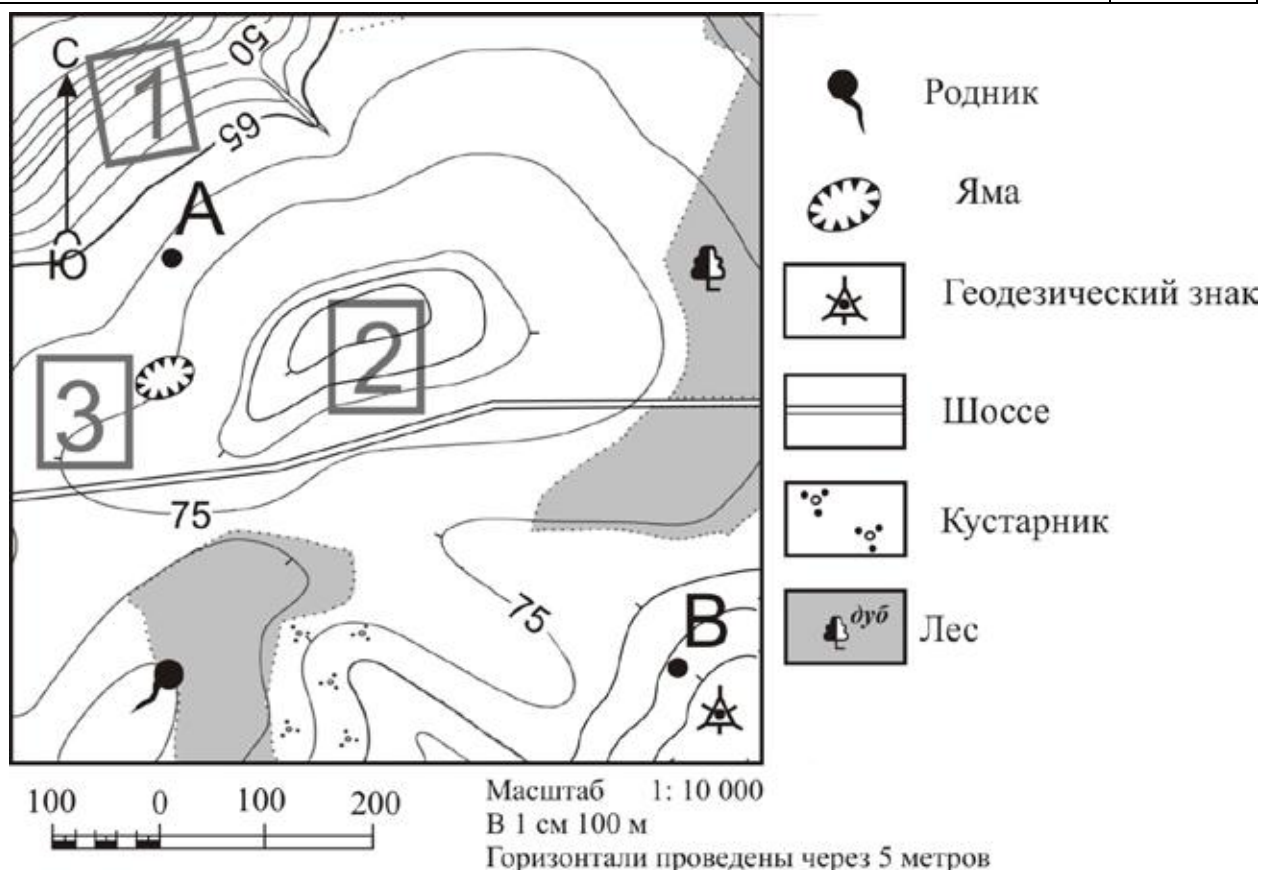 С
50
1
65
А
Ю
2
3
75
75
В
Родник
Яма
Геодезический знак
Шоссе
Кустарник
дуб
Лес
100 0 100 200
Масштаб 1: 10 000
В 1 см 100 м
Горизонтали проведены через 5 метров